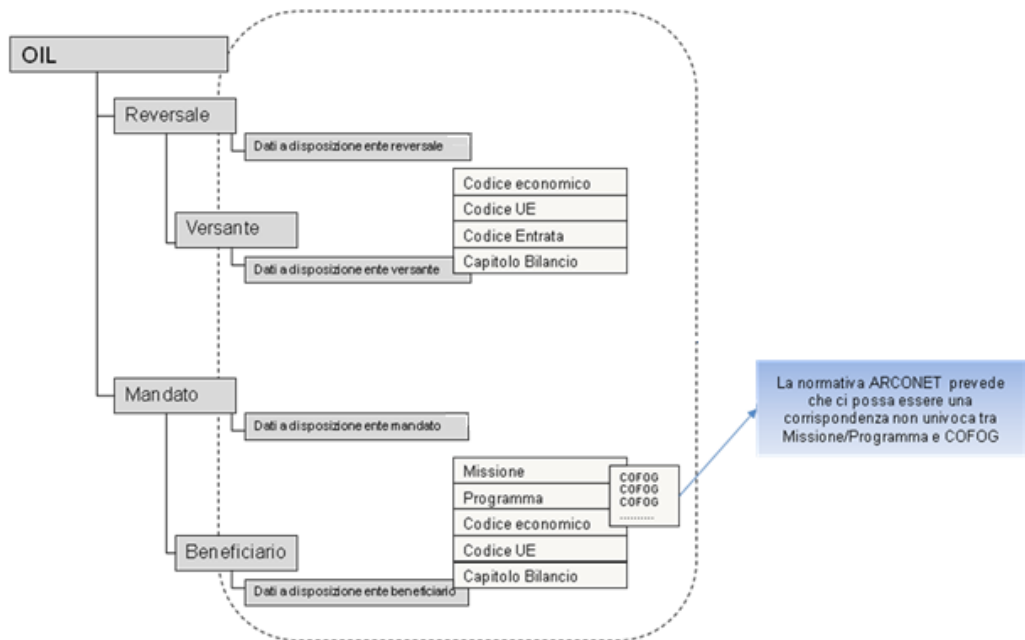 OIL
Reversale
Dati a disposizione ente reversale
Codice economico
Codice UE
Versante
Codice Entrata
Capitolo Bilancio
Dati a disposizione ente versante
Mandato
Dati a disposizione ente mandato
La normativa ARCONET prevede
che ci possa essere una
corrispondenza non univoca tra
Missione/Programma e COFOG
Missione
Programma
Codice economico
Codice UE
Capitolo Bilancio
COFOG
COFOG
COFOG
..........
Beneficiario
Dati a disposizione ente beneficiario